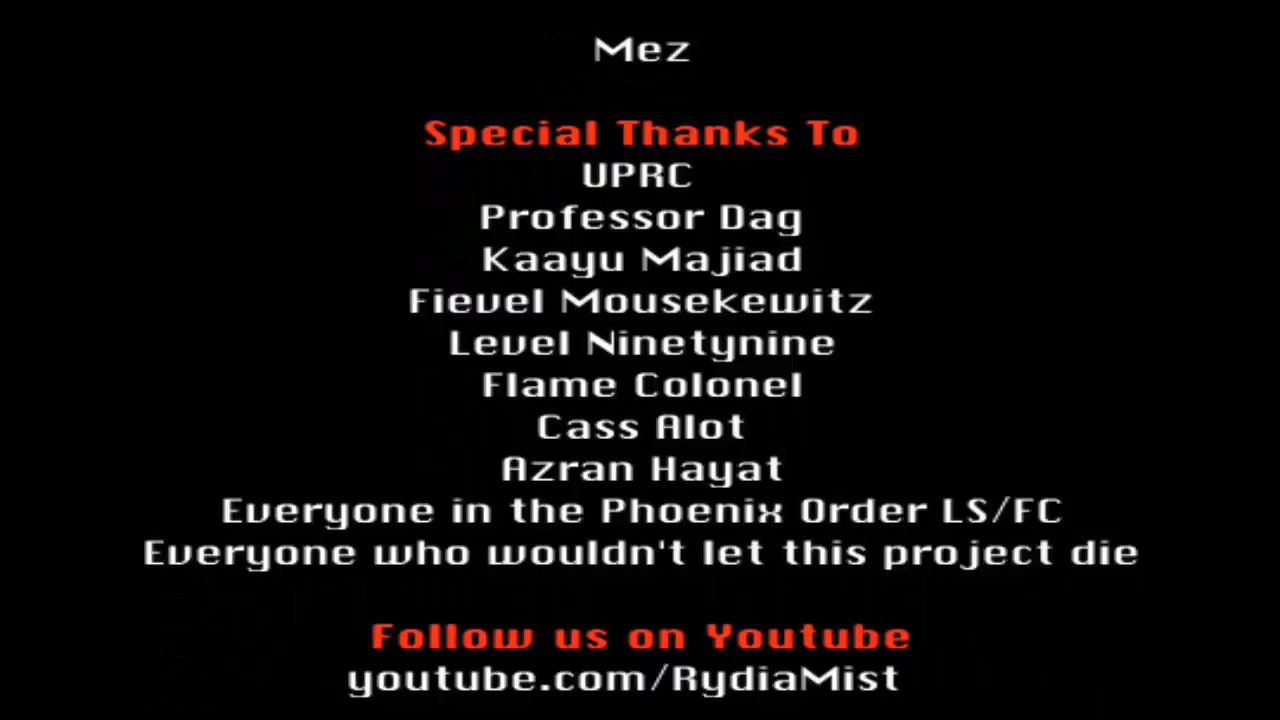 Mez
Special Thanks To
UPRC
Professor Dag
Kaayu Majiad
Fievel Mousekewitz
Level Ninetynine
Flame Colonel
Cass Alot
Azran Hayat
Everyone in the Phoenix Order LS/FC
Everyone who wouldn't let this project die
Follow us on Youtube
youtube.com/RydiaMist